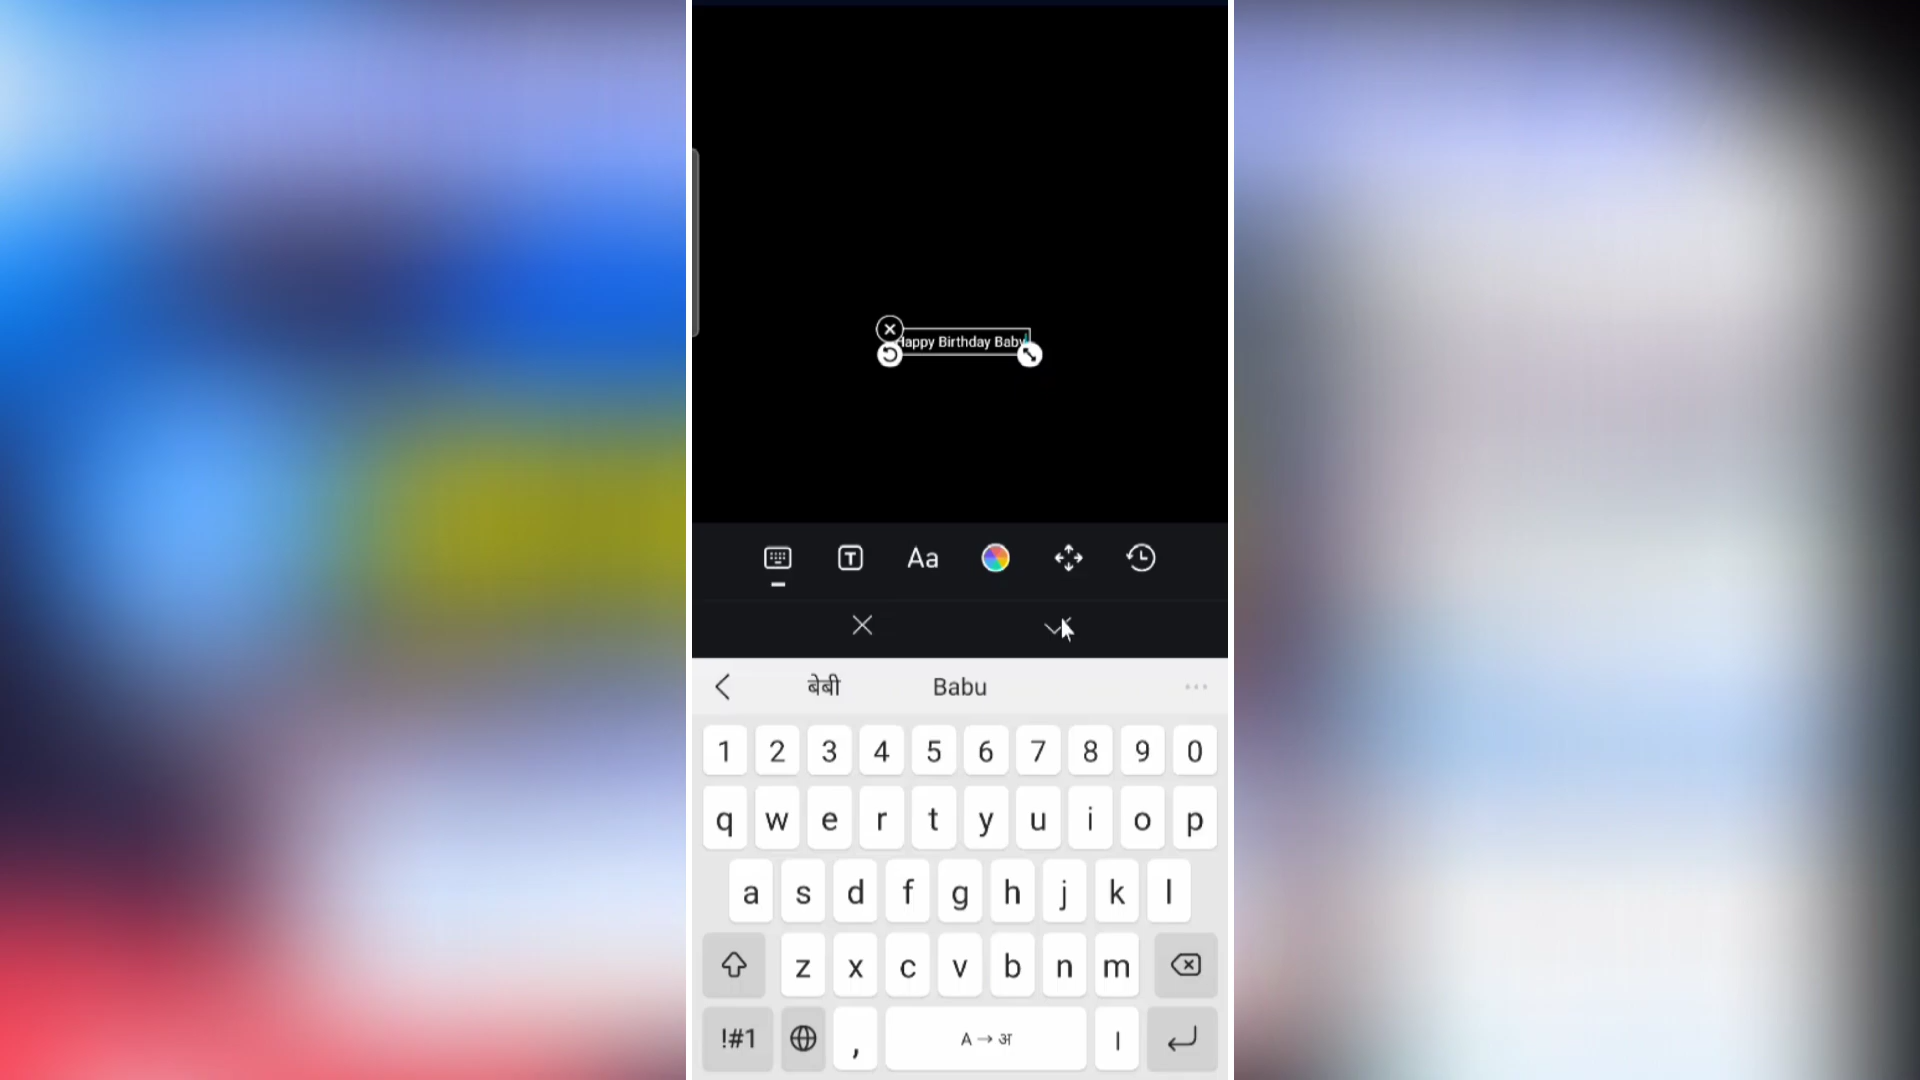 Happy Birthday Baby
Aa
बेबी Babu
1 2 3 4 5 6 7 8 9 0
q w e r t y u i o p
a s d f g h j k l
z x c v b n m
!#1 , A → अ ।